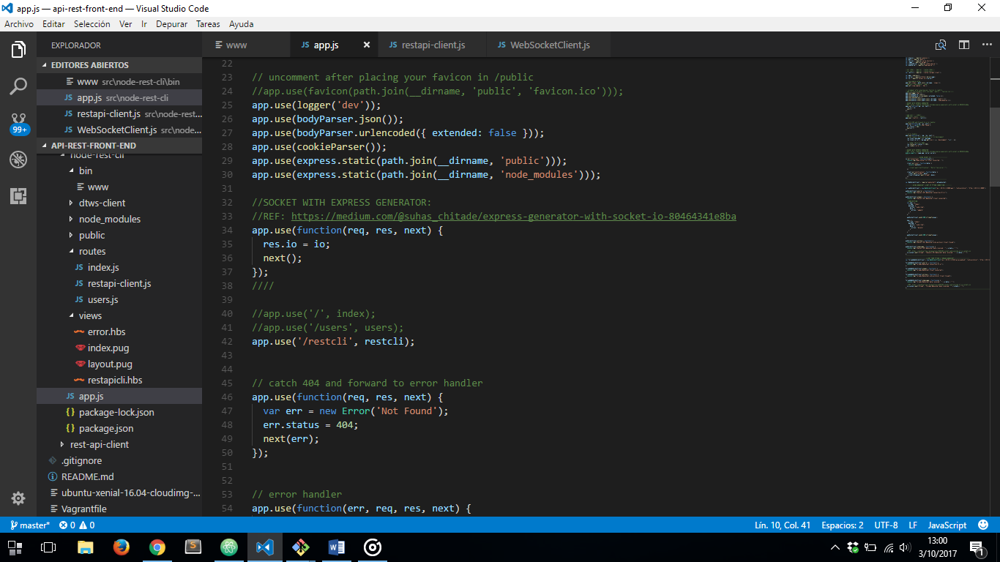 app.js — api-rest-front-end — Visual Studio Code
Archivo Editar Selección Ver Ir Depurar Tareas Ayuda
EXPLORADOR
EDITORES ABIERTOS
www src\node-rest-cli\bin
app.js src\node-rest-cli
restapi-client.js src\node-rest...
WebSocketClient.js src\node...
API-REST-FRONT-END
node-rest-cli
bin
www
dtws-client
node_modules
public
routes
index.js
restapi-client.js
users.js
views
error.hbs
index.pug
layout.pug
restapicli.hbs
app.js
package-lock.json
package.json
rest-api-client
.gitignore
README.md
ubuntu-xenial-16.04-cloudimg-...
Vagrantfile
99+
www JS app.js JS restapi-client.js JS WebSocketClient.js
22
23 // uncomment after placing your favicon in /public
24 //app.use(favicon(path.join(__dirname, 'public', 'favicon.ico')));
25 app.use(logger('dev'));
26 app.use(bodyParser.json());
27 app.use(bodyParser.urlencoded({ extended: false }));
28 app.use(cookieParser());
29 app.use(express.static(path.join(__dirname, 'public')));
30 app.use(express.static(path.join(__dirname, 'node_modules')));
31
32 //SOCKET WITH EXPRESS GENERATOR:
33 //REF: https://medium.com/@suhas_chitade/express-generator-with-socket-io-80464341e8ba
34 app.use(function(req, res, next) {
35 res.io = io;
36 next();
37 });
38 ////
39
40 //app.use('/', index);
41 //app.use('/users', users);
42 app.use('/restcli', restcli);
43
44
45 // catch 404 and forward to error handler
46 app.use(function(req, res, next) {
47 var err = new Error('Not Found');
48 err.status = 404;
49 next(err);
50 });
51
52
53 // error handler
54 app.use(function(err, req, res, next) {
master* 0 0 Lín. 10, Col. 41 Espacios: 2 UTF-8 LF JavaScript
13:00
3/10/2017
1